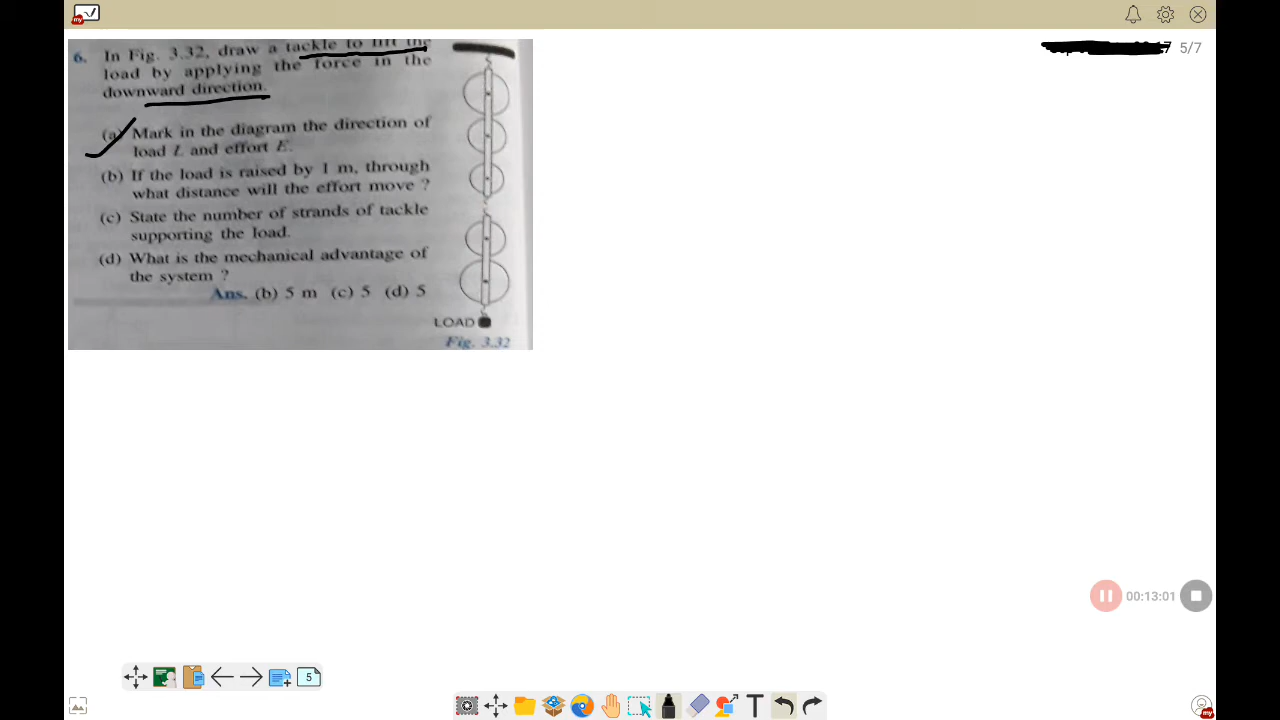 5/7
6. In Fig. 3.32, draw a tackle to lift the
load by applying the force in the
downward direction.
(a) Mark in the diagram the direction of
load L and effort E.
(b) If the load is raised by 1 m, through
what distance will the effort move ?
(c) State the number of strands of tackle
supporting the load.
(d) What is the mechanical advantage of
the system ?
Ans. (b) 5 m (c) 5 (d) 5
LOAD
Fig. 3.32
00:13:01
5